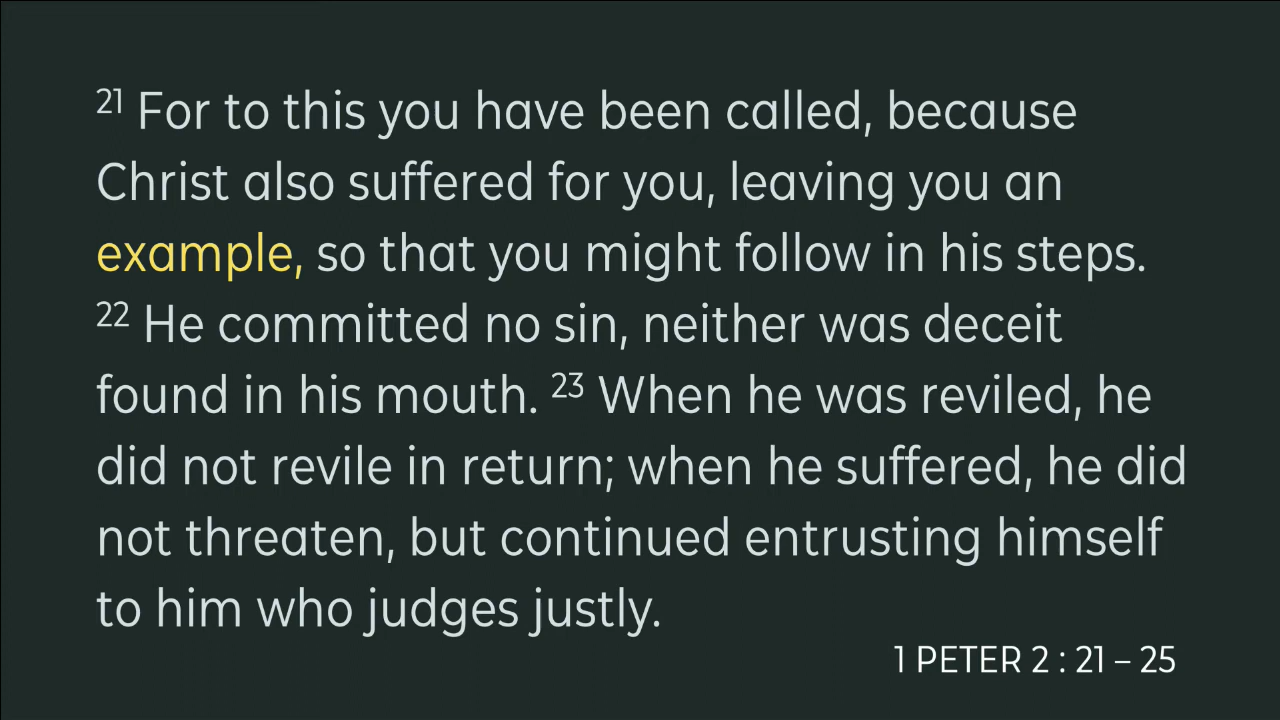 21 For to this you have been called, because
Christ also suffered for you, leaving you an
example, so that you might follow in his steps.
22 He committed no sin, neither was deceit
found in his mouth. 23 When he was reviled, he
did not revile in return; when he suffered, he did
not threaten, but continued entrusting himself
to him who judges justly.
1 PETER 2 : 21 – 25